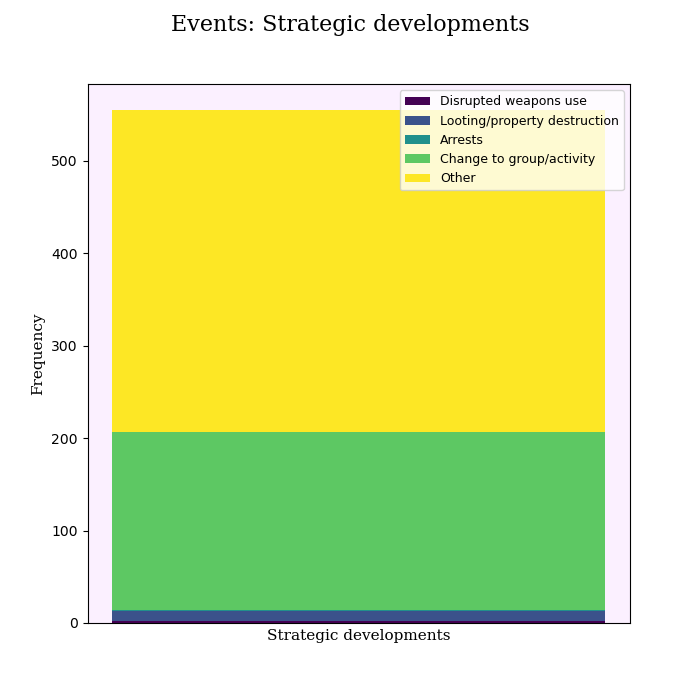 Events: Strategic developments
Disrupted weapons use
Looting/property destruction
Arrests
Change to group/activity
Other
500
400
300
200
100
0
Frequency
Strategic developments